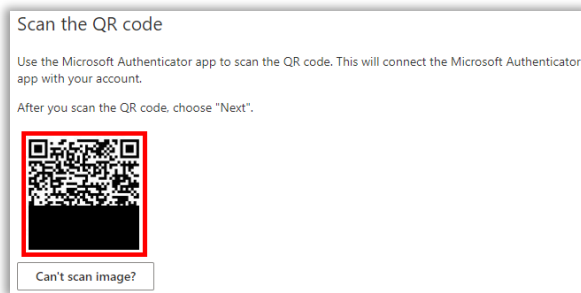 Scan the QR code
Use the Microsoft Authenticator app to scan the QR code. This will connect the Microsoft Authenticator
app with your account.
After you scan the QR code, choose "Next".
Can't scan image?